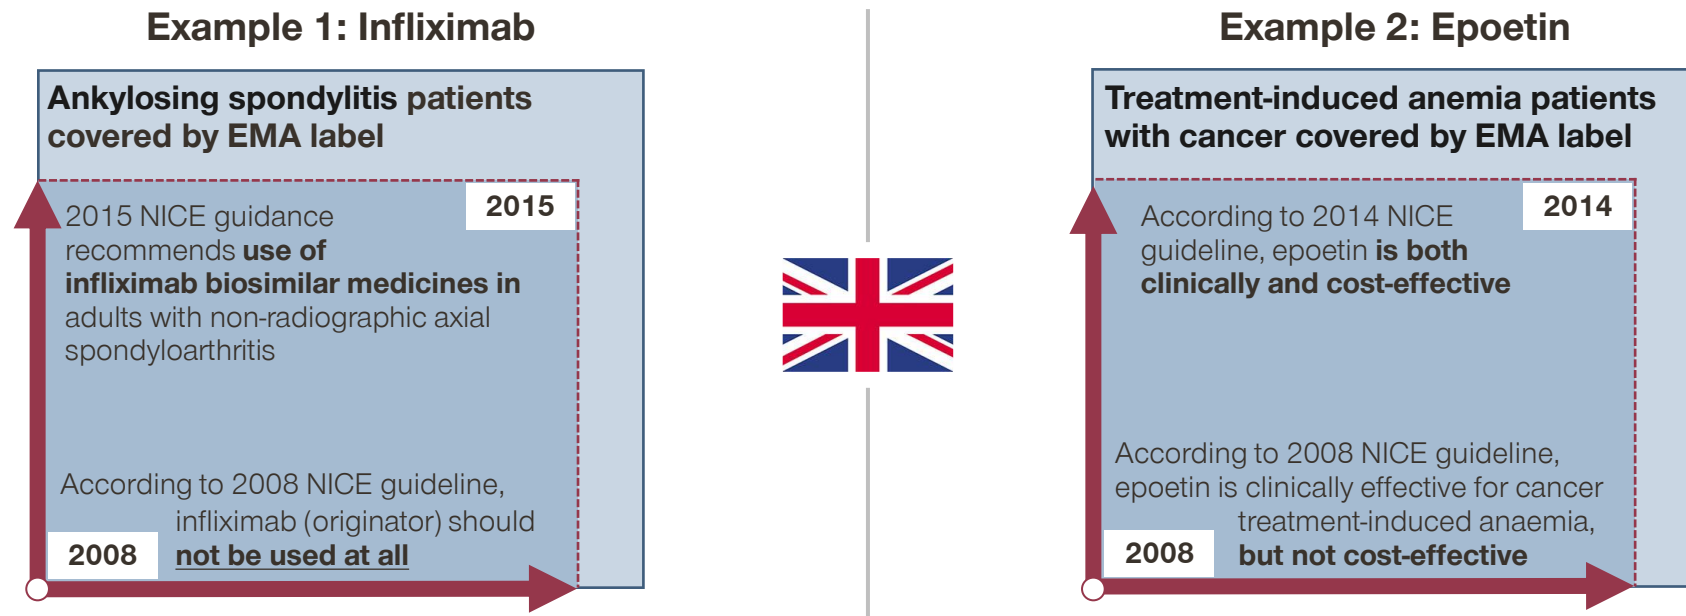 Example 1: Infliximab
Ankylosing spondylitis patients
covered by EMA label
2015
2015 NICE guidance
recommends use of
infliximab biosimilar medicines in
adults with non-radiographic axial
spondyloarthritis
According to 2008 NICE guideline,
infliximab (originator) should
not be used at all
2008
Example 2: Epoetin
Treatment-induced anemia patients
with cancer covered by EMA label
2014
According to 2014 NICE
guideline, epoetin is both
clinically and cost-effective
According to 2008 NICE guideline,
epoetin is clinically effective for cancer
treatment-induced anaemia,
but not cost-effective
2008